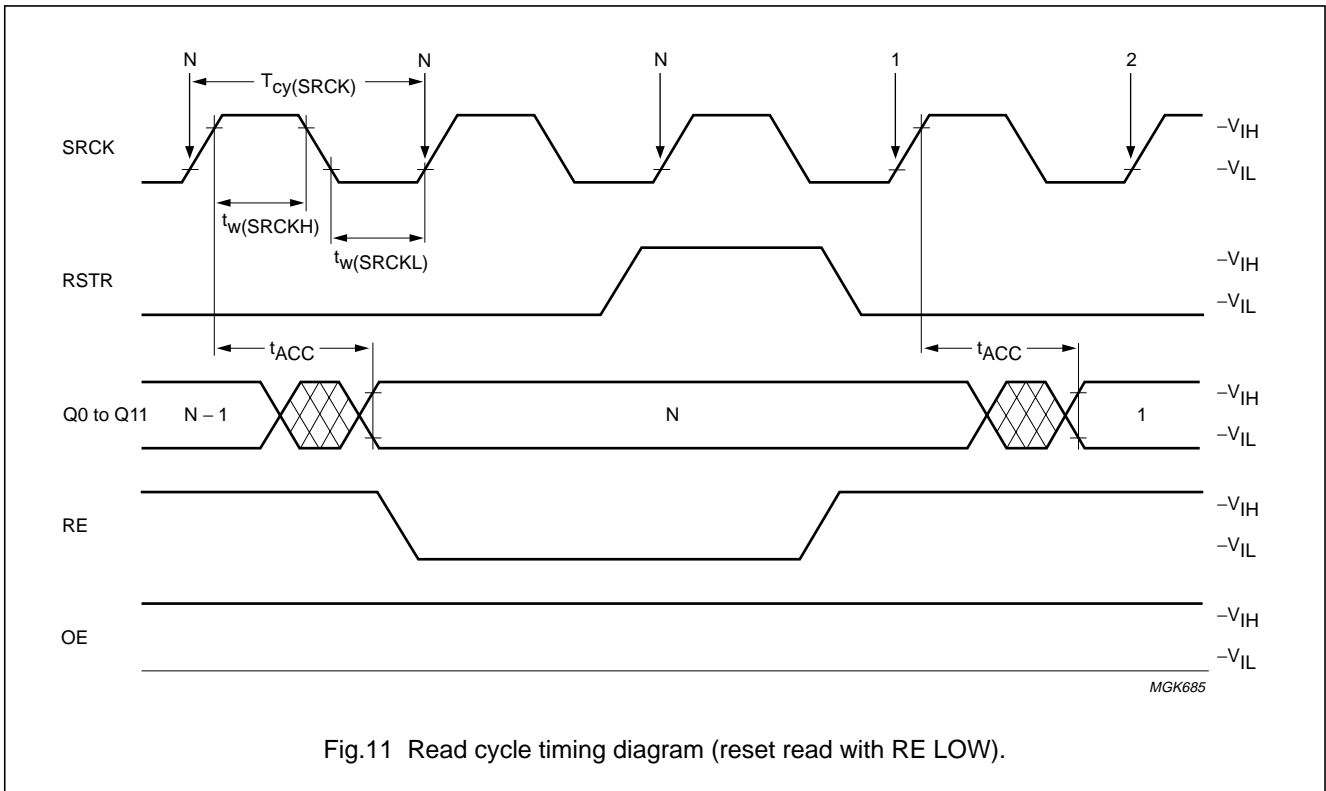 N N N 1 2
Tcy(SRCK)
SRCK
–VIH
–VIL
tw(SRCKH)
tw(SRCKL)
RSTR
–VIH
–VIL
tACC tACC
Q0 to Q11 N – 1 N 1
–VIH
–VIL
RE
–VIH
–VIL
OE
–VIH
–VIL
MGK685
Fig.11 Read cycle timing diagram (reset read with RE LOW).